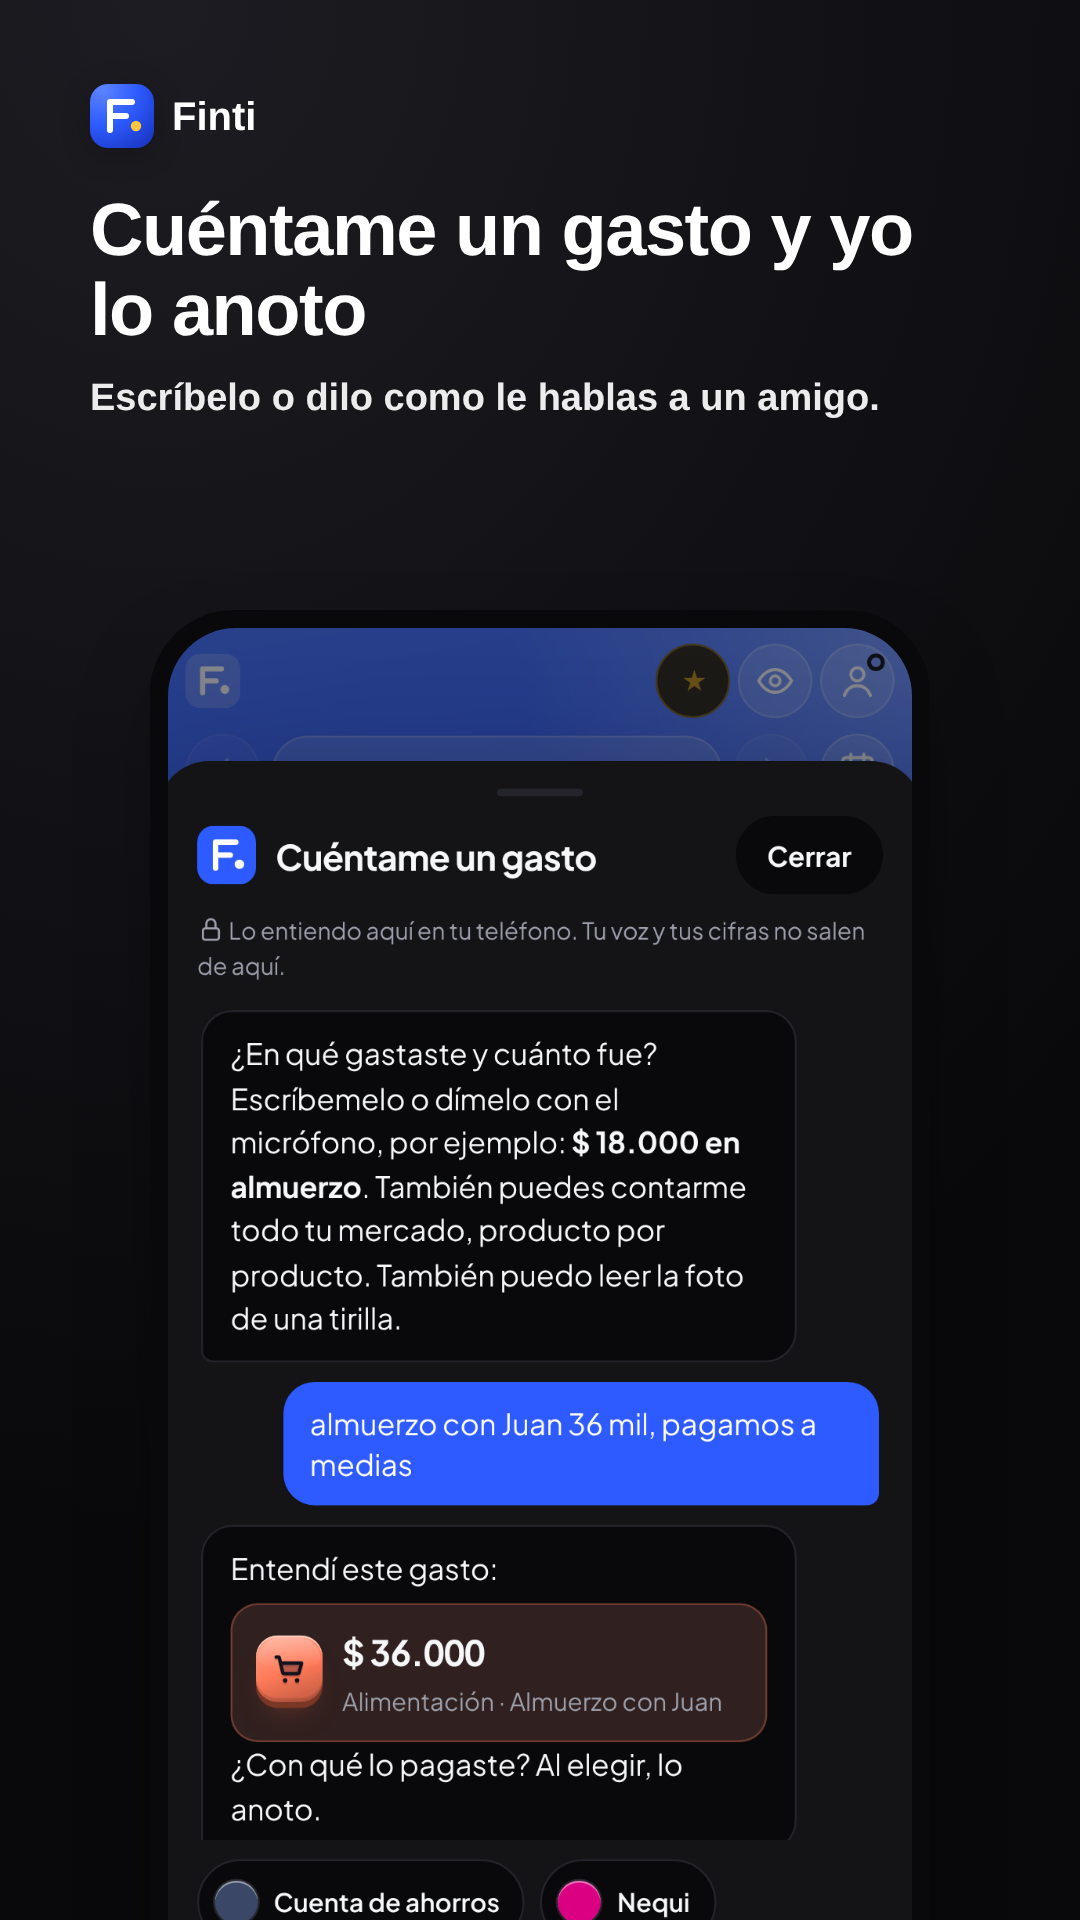 F. Finti
Cuéntame un gasto y yo
lo anoto
Escríbelo o dilo como le hablas a un amigo.
F.
F. Cuéntame un gasto
Cerrar
Lo entiendo aquí en tu teléfono. Tu voz y tus cifras no salen
de aquí.
¿En qué gastaste y cuánto fue?
Escríbemelo o dímelo con el
micrófono, por ejemplo: $ 18.000 en
almuerzo. También puedes contarme
todo tu mercado, producto por
producto. También puedo leer la foto
de una tirilla.
almuerzo con Juan 36 mil, pagamos a
medias
Entendí este gasto:
$ 36.000
Alimentación · Almuerzo con Juan
¿Con qué lo pagaste? Al elegir, lo
anoto.
Cuenta de ahorros
Nequi